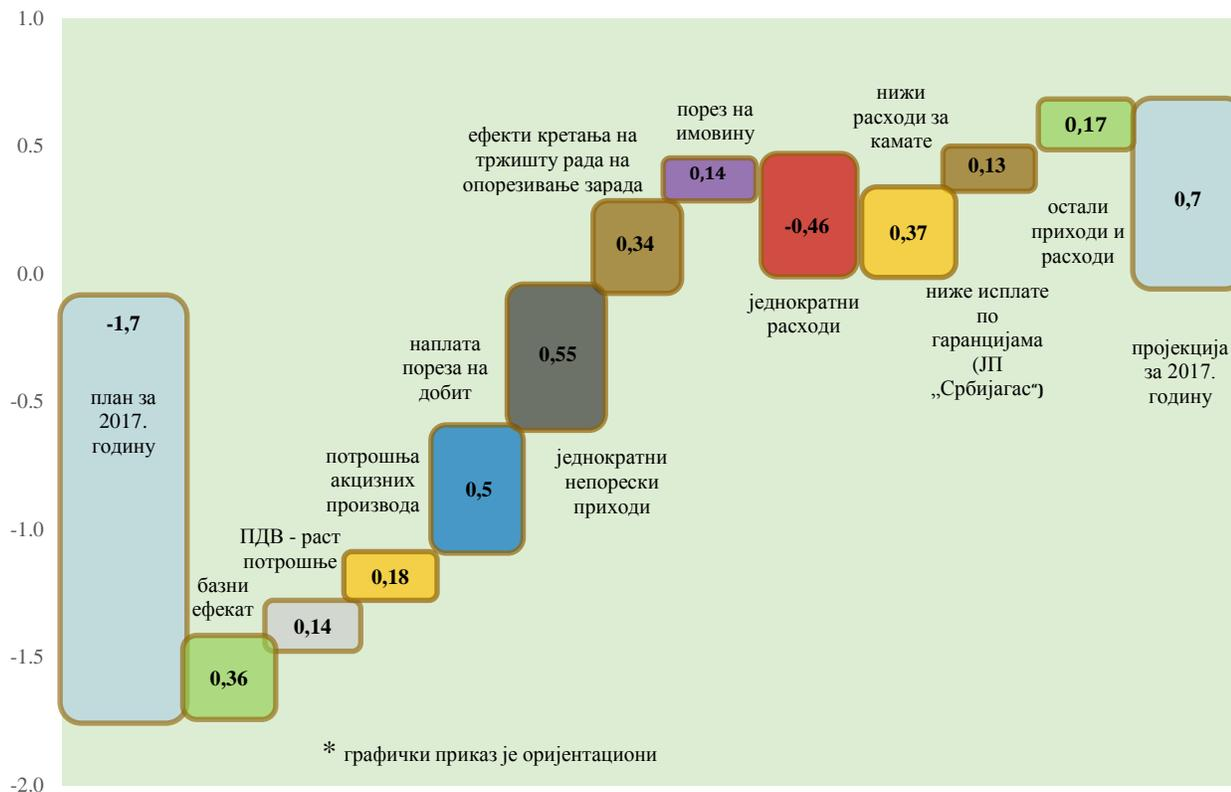 1.0
0.5
0.0
-0.5
-1.0
-1.5
-2.0
-1,7
план за
2017.
годину
базни
ефекат
0,36
ПДВ - раст
потрошње
0,14
0,18
потрошња
акцизних
производа
0,5
наплата
пореза на
добит
0,55
једнократни
непорески
приходи
ефекти кретања на
тржишту рада на
опорезивање зарада
0,34
порез на
имовину
0,14
-0,46
једнократни
расходи
нижи
расходи за
камате
0,37
0,13
ниже исплате
по
гаранцијама
(ЈП
„Србијагас“)
0,17
остали
приходи и
расходи
0,7
пројекција
за 2017.
годину
* графички приказ је оријентациони